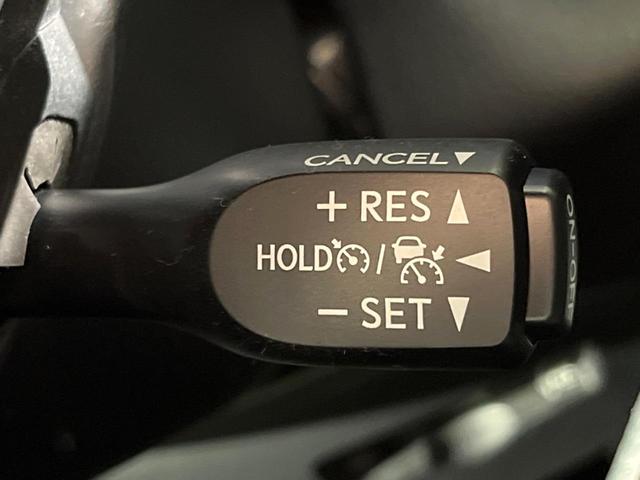 CANCEL▼
+ RES ▲
HOLD / ◀
− SET ▼
ON-OFF